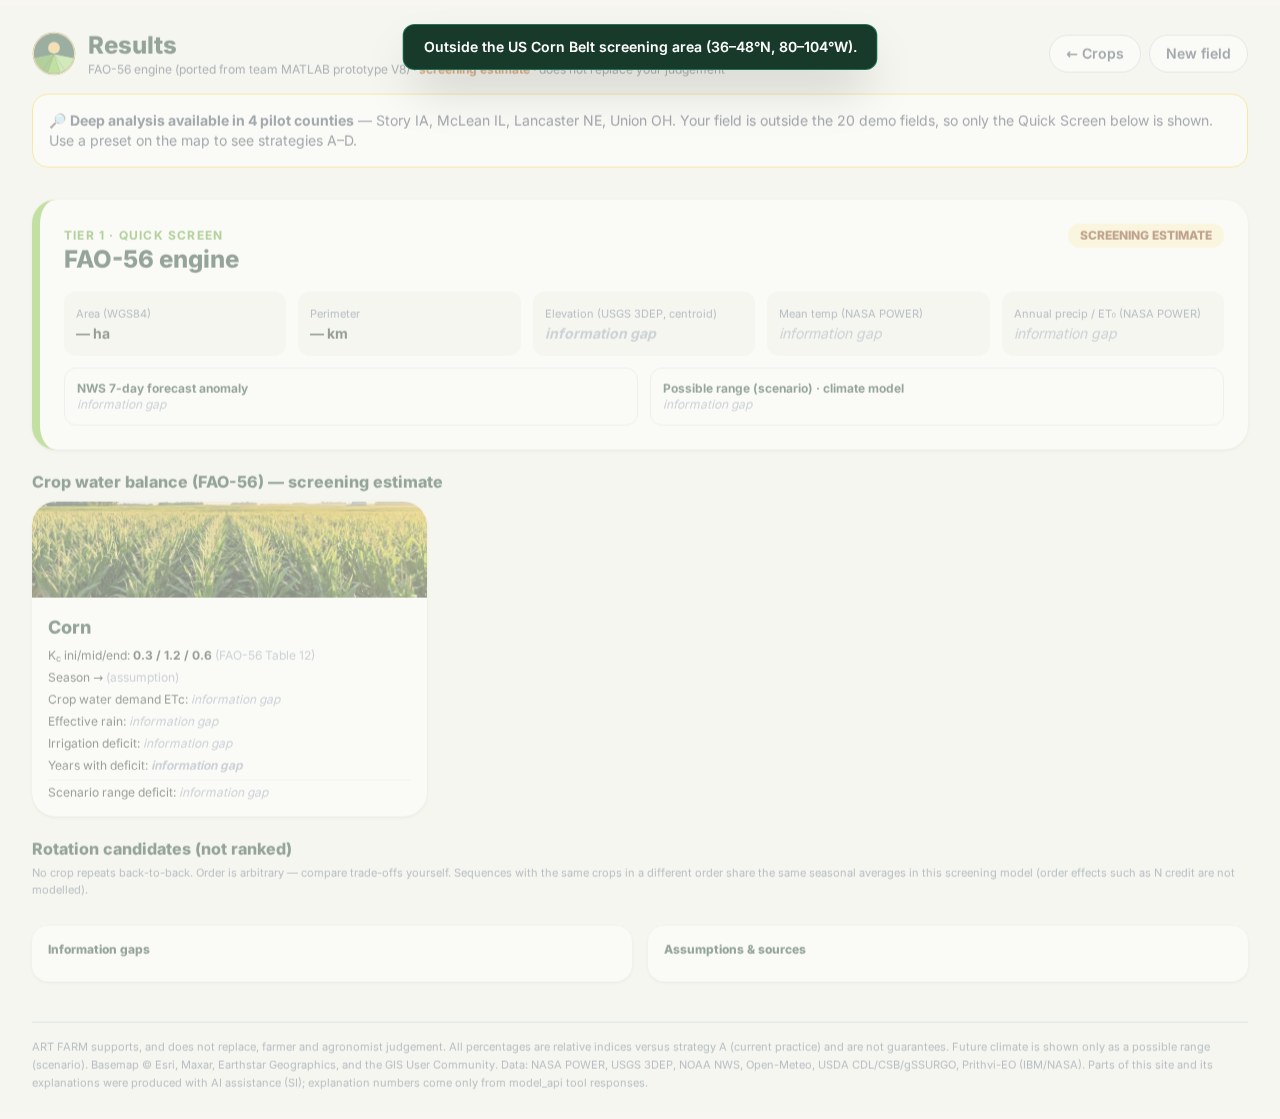 Outside the US Corn Belt screening area (36–48°N, 80–104°W).
Results
FAO-56 engine (ported from team MATLAB prototype V8) · screening estimate · does not replace your judgement
← Crops
New field
🔎 Deep analysis available in 4 pilot counties — Story IA, McLean IL, Lancaster NE, Union OH. Your field is outside the 20 demo fields, so only the Quick Screen below is shown.
Use a preset on the map to see strategies A–D.
TIER 1 · QUICK SCREEN
SCREENING ESTIMATE
FAO-56 engine
Area (WGS84)
— ha
Perimeter
— km
Elevation (USGS 3DEP, centroid)
information gap
Mean temp (NASA POWER)
information gap
Annual precip / ET₀ (NASA POWER)
information gap
NWS 7-day forecast anomaly
information gap
Possible range (scenario) · climate model
information gap
Crop water balance (FAO-56) — screening estimate
Corn
Kc ini/mid/end: 0.3 / 1.2 / 0.6 (FAO-56 Table 12)
Season → (assumption)
Crop water demand ETc: information gap
Effective rain: information gap
Irrigation deficit: information gap
Years with deficit: information gap
Scenario range deficit: information gap
Rotation candidates (not ranked)
No crop repeats back-to-back. Order is arbitrary — compare trade-offs yourself. Sequences with the same crops in a different order share the same seasonal averages in this screening model (order effects such as N credit are not
modelled).
Information gaps
Assumptions & sources
ART FARM supports, and does not replace, farmer and agronomist judgement. All percentages are relative indices versus strategy A (current practice) and are not guarantees. Future climate is shown only as a possible range
(scenario). Basemap © Esri, Maxar, Earthstar Geographics, and the GIS User Community. Data: NASA POWER, USGS 3DEP, NOAA NWS, Open-Meteo, USDA CDL/CSB/gSSURGO, Prithvi-EO (IBM/NASA). Parts of this site and its
explanations were produced with AI assistance (SI); explanation numbers come only from model_api tool responses.